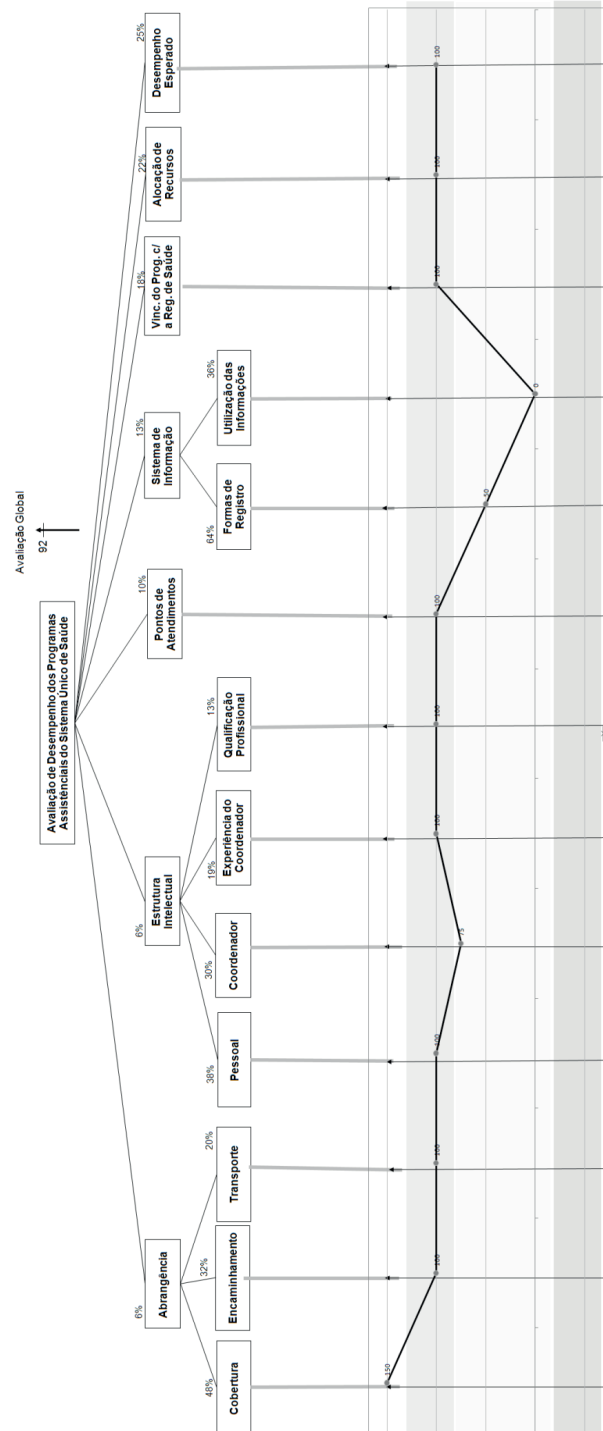 Avaliação Global
92
Avaliação de Desempenho dos Programas
Assistênciais do Sistema Único de Saúde
6%
Abrangência
6%
Estrutura
Intelectual
10%
Pontos de
Atendimentos
13%
Sistema de
Informação
18%
Vinc. do Prog. c/
a Reg. de Saúde
22%
Alocação de
Recursos
25%
Desempenho
Esperado
48%
Cobertura
32%
Encaminhamento
20%
Transporte
38%
Pessoal
30%
Coordenador
19%
Experiência do
Coordenador
13%
Qualificação
Profissional
64%
Formas de
Registro
36%
Utilização das
Informações
150
100
100
100
75
100
100
100
50
0
100
100
100